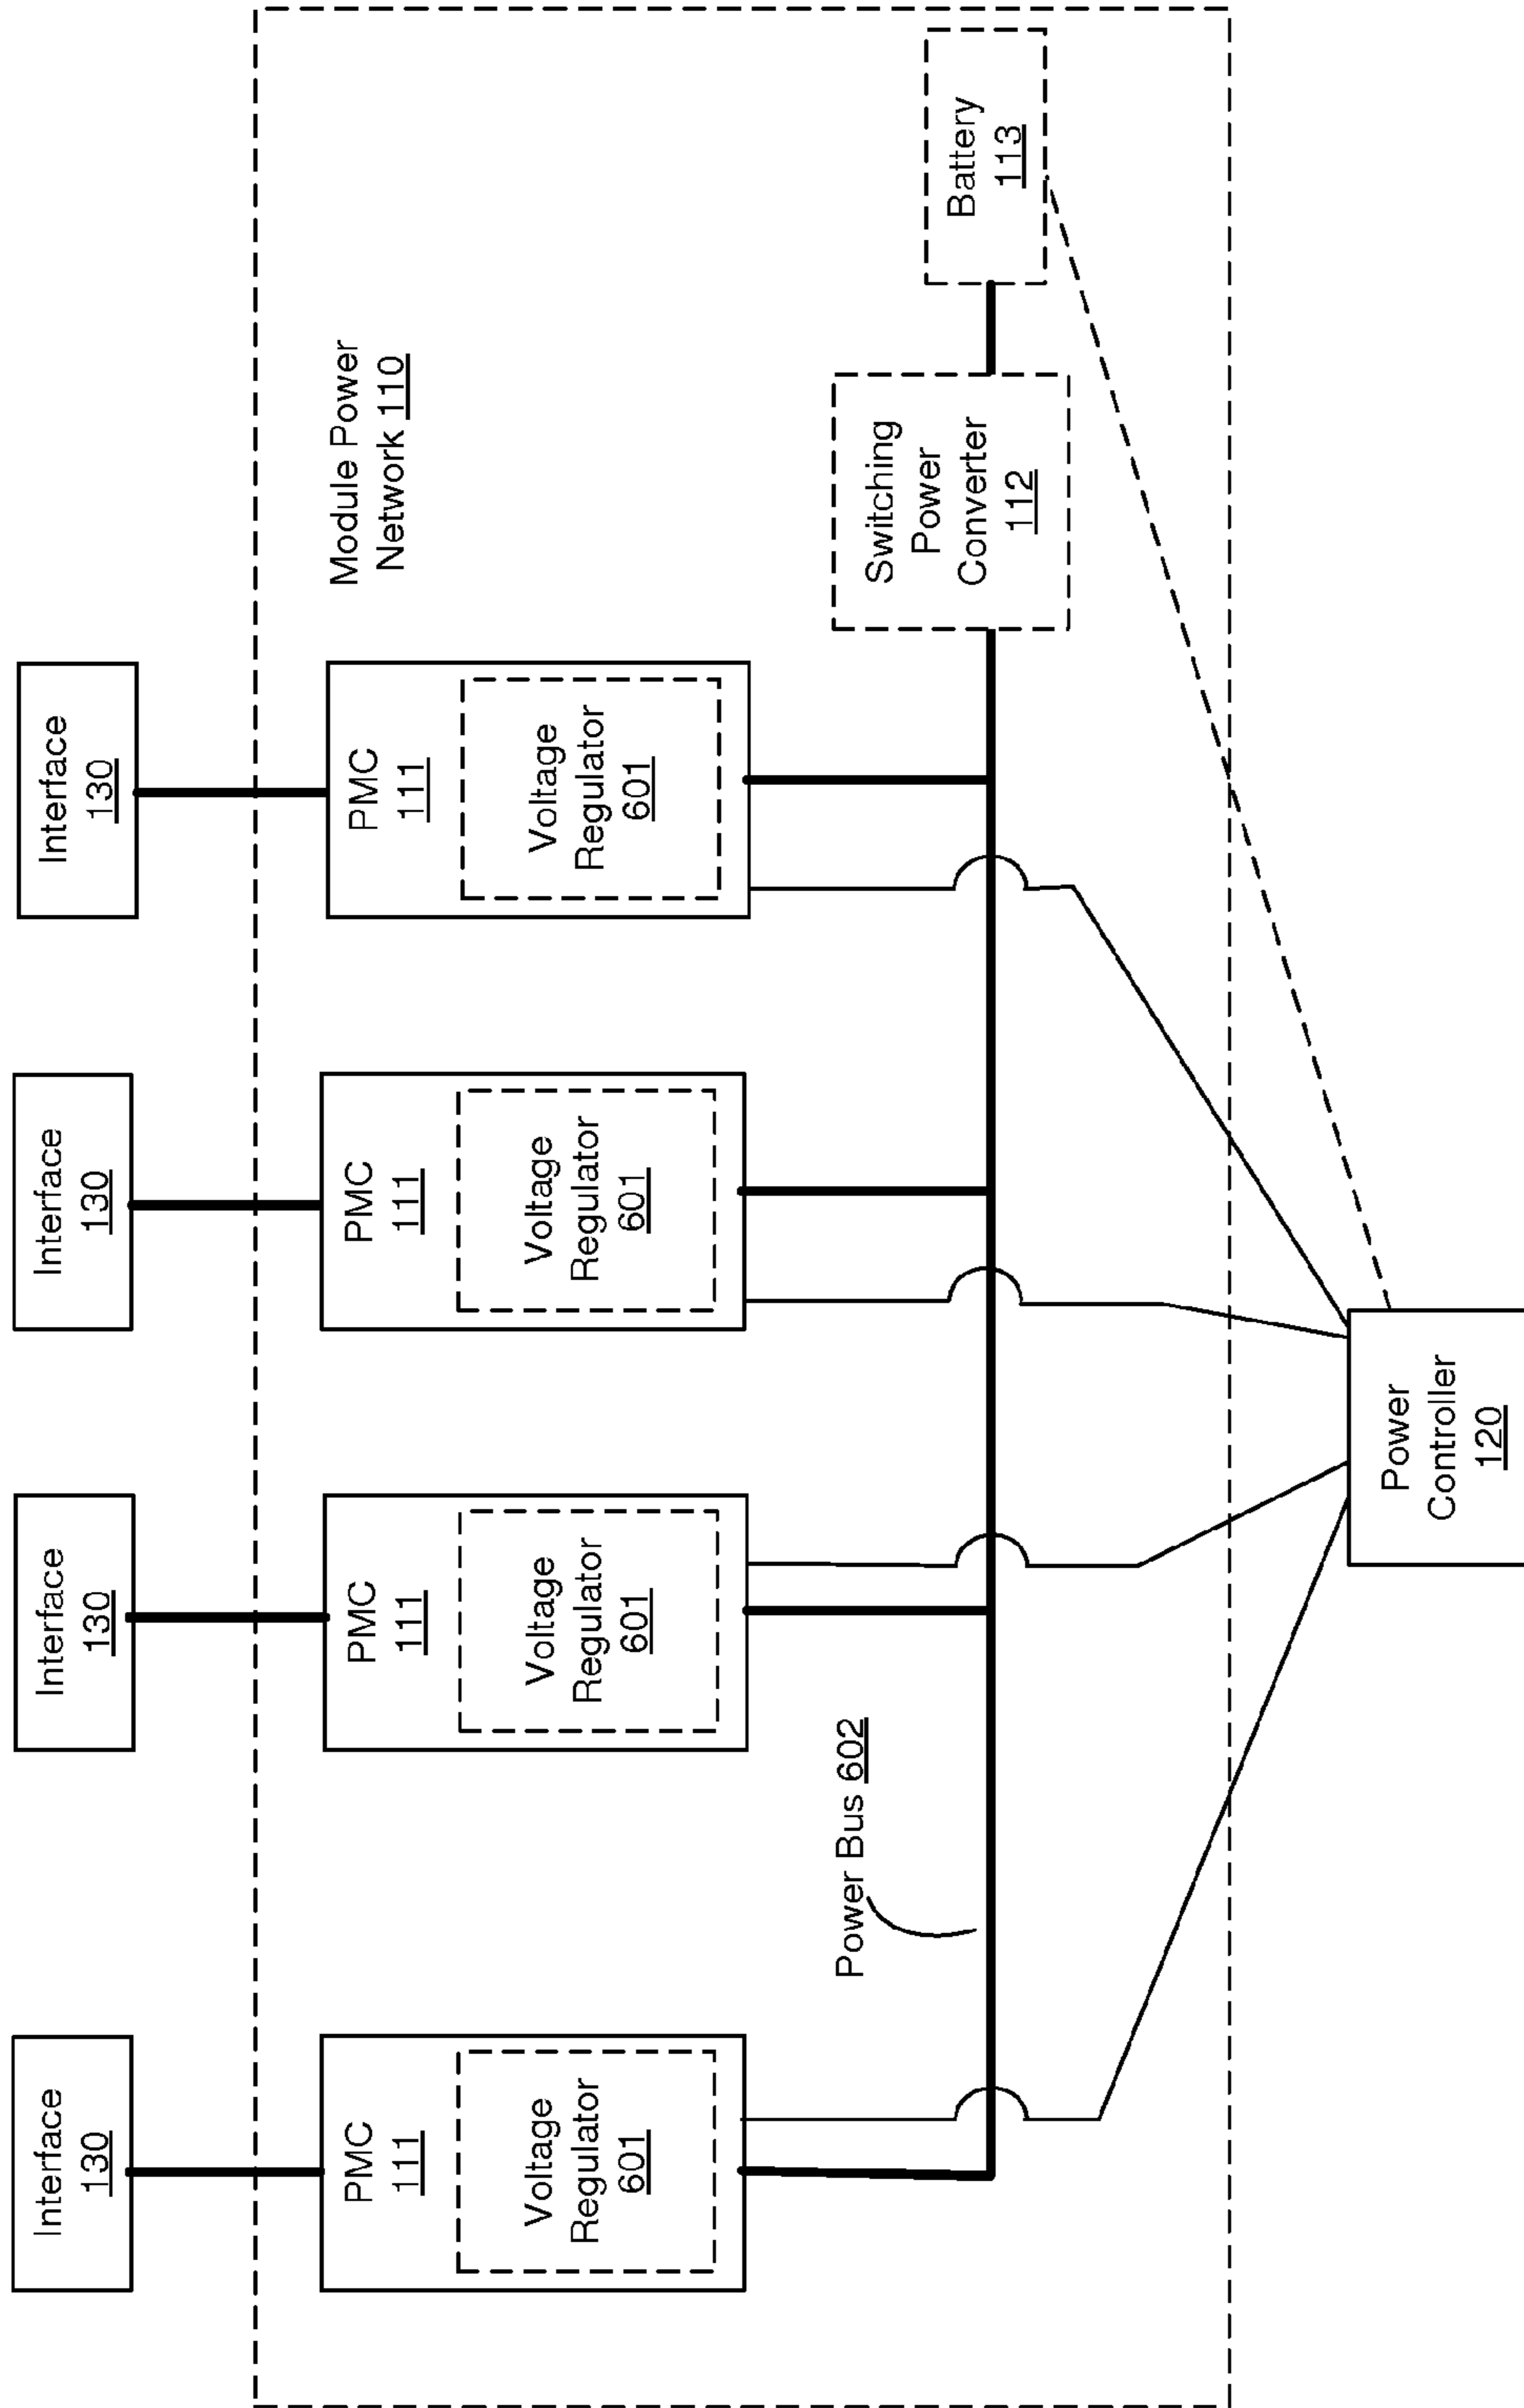 Interface
130
Interface
130
Interface
130
Interface
130
PMC
111
Voltage
Regulator
601
PMC
111
Voltage
Regulator
601
PMC
111
Voltage
Regulator
601
PMC
111
Voltage
Regulator
601
Module Power
Network 110
Power Bus 602
Switching
Power
Converter
112
Battery
113
Power
Controller
120